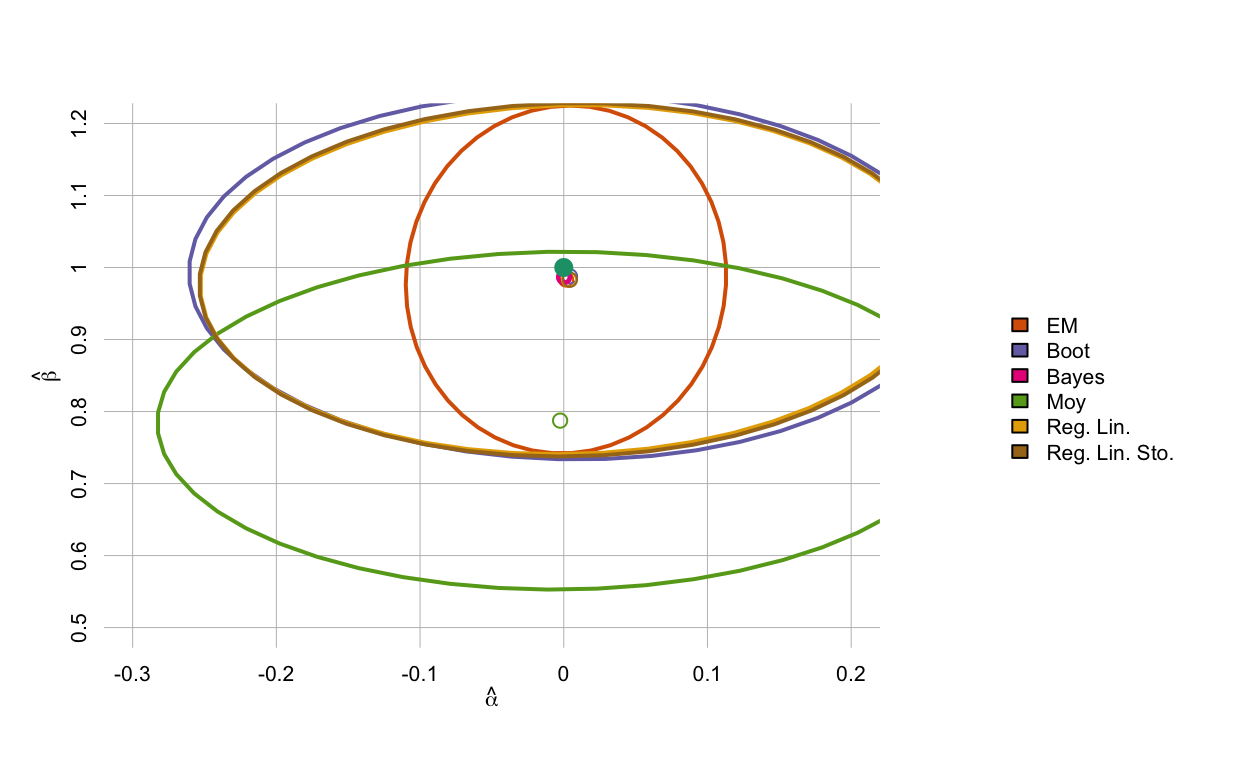 1.2
1.1
1
0.9
0.8
0.7
0.6
0.5
β̂
-0.3 -0.2 -0.1 0 0.1 0.2
α̂
EM
Boot
Bayes
Moy
Reg. Lin.
Reg. Lin. Sto.